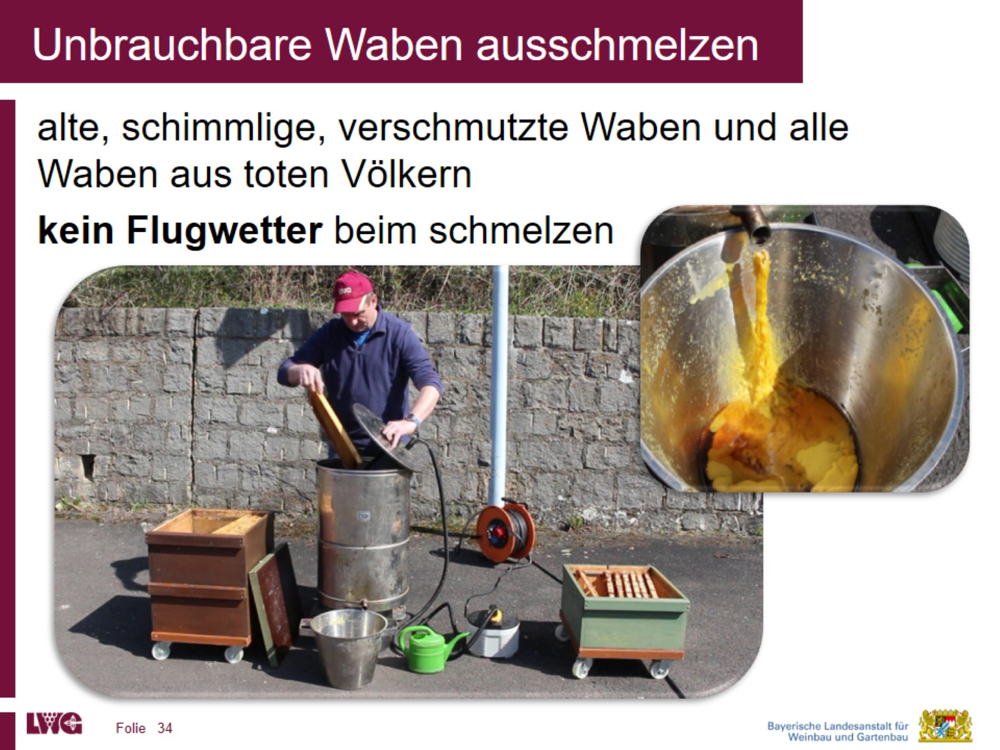 Unbrauchbare Waben ausschmelzen
alte, schimmlige, verschmutzte Waben und alle
Waben aus toten Völkern
kein Flugwetter beim schmelzen
LWG
LWG
Folie 34
Bayerische Landesanstalt für
Weinbau und Gartenbau